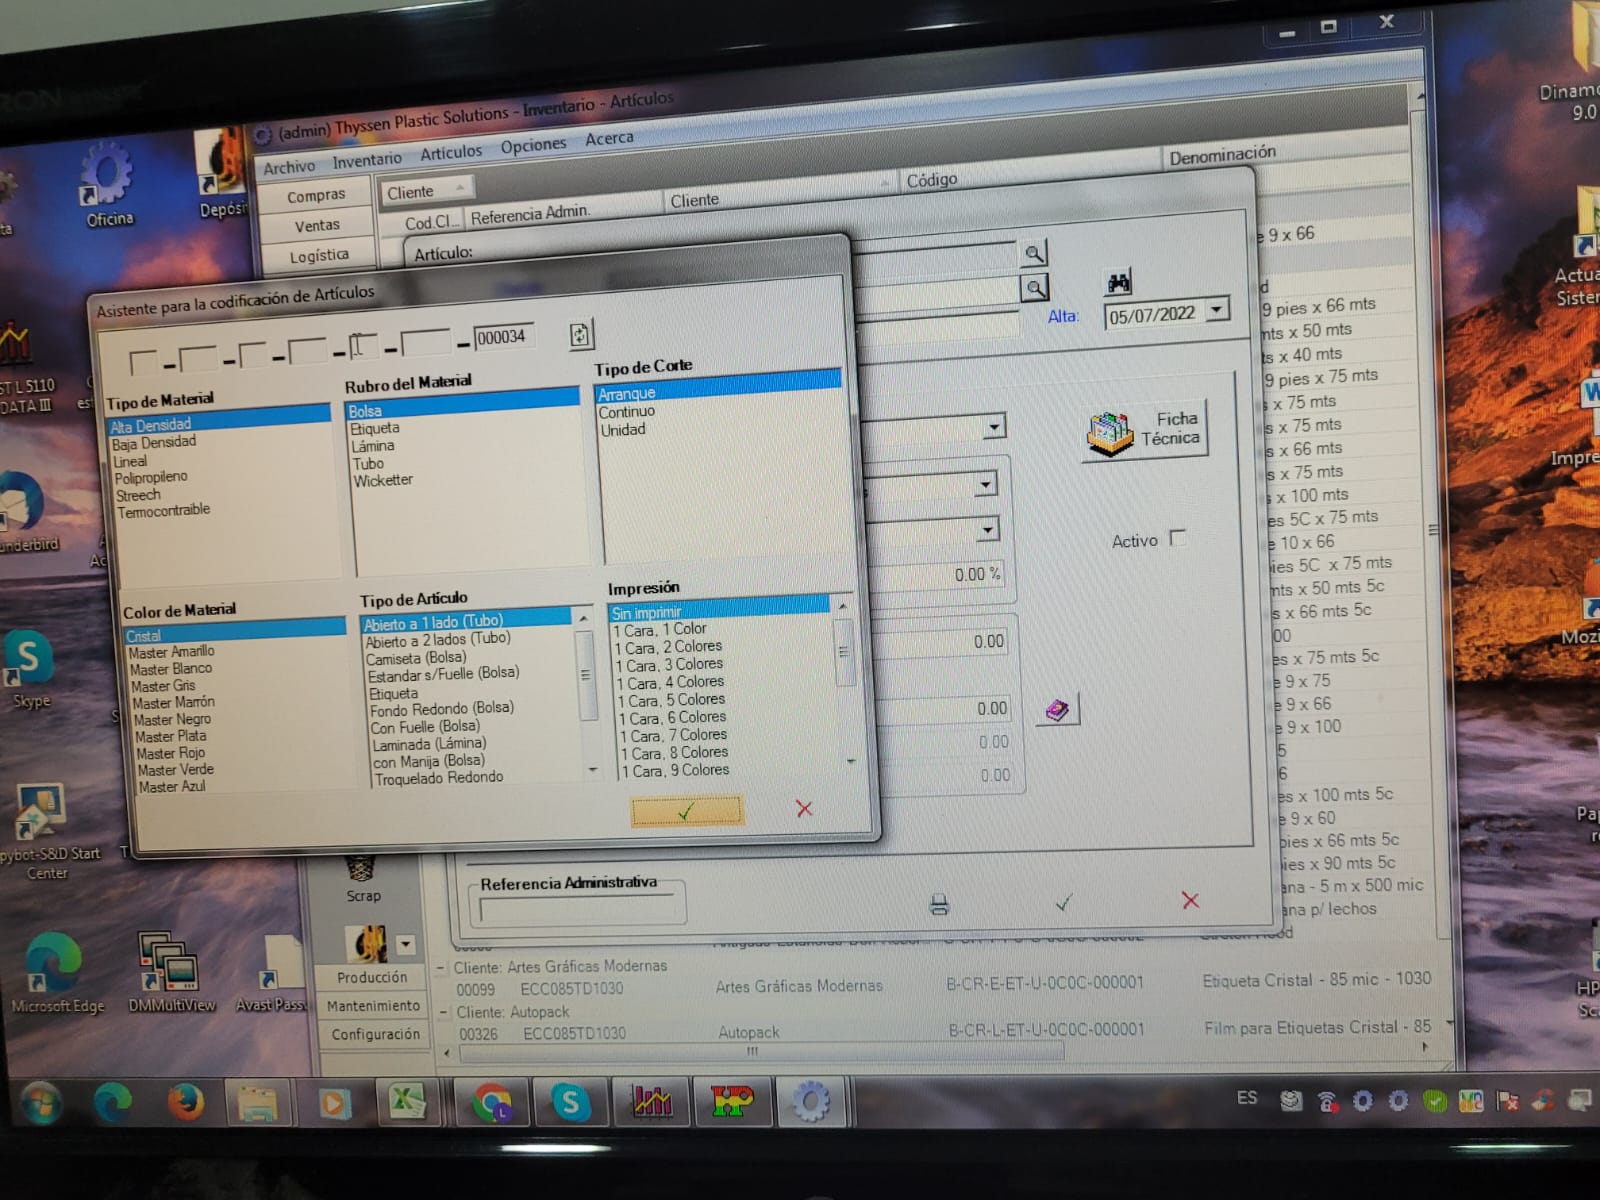 (admin) Thyssen Plastic Solutions - Inventario - Artículos
Archivo Inventario Artículos Opciones Acerca
Compras
Ventas
Logística
Cliente
Cod.Cl... Referencia Admin. Cliente Código Denominación
Artículo:
Alta: 05/07/2022
Ficha Técnica
Activo
0.00 %
0.00
0.00
0.00
0.00
Asistente para la codificación de Artículos
_ _ _ _ _ _ 000034
Tipo de Material
Alta Densidad
Baja Densidad
Lineal
Polipropileno
Streech
Termocontraible
Rubro del Material
Bolsa
Etiqueta
Lámina
Tubo
Wicketter
Tipo de Corte
Arranque
Continuo
Unidad
Color de Material
Cristal
Master Amarillo
Master Blanco
Master Gris
Master Marrón
Master Negro
Master Plata
Master Rojo
Master Verde
Master Azul
Tipo de Artículo
Abierto a 1 lado (Tubo)
Abierto a 2 lados (Tubo)
Camiseta (Bolsa)
Estandar s/Fuelle (Bolsa)
Etiqueta
Fondo Redondo (Bolsa)
Con Fuelle (Bolsa)
Laminada (Lámina)
con Manija (Bolsa)
Troquelado Redondo
Impresión
Sin imprimir
1 Cara, 1 Color
1 Cara, 2 Colores
1 Cara, 3 Colores
1 Cara, 4 Colores
1 Cara, 5 Colores
1 Cara, 6 Colores
1 Cara, 7 Colores
1 Cara, 8 Colores
1 Cara, 9 Colores
Referencia Administrativa
e 9 x 66
d
9 pies x 66 mts
mts x 50 mts
ts x 40 mts
9 pies x 75 mts
s x 75 mts
s x 75 mts
s x 66 mts
s x 75 mts
s x 100 mts
es 5C x 75 mts
e 10 x 66
pies 5C x 75 mts
nts x 50 mts 5c
s x 66 mts 5c
00
es x 75 mts 5c
e 9 x 75
e 9 x 66
e 9 x 100
5
6
es x 100 mts 5c
e 9 x 60
pies x 66 mts 5c
ies x 90 mts 5c
ana - 5 m x 500 mic
ana p/ lechos
Scrap
Producción
Mantenimiento
Configuración
Cliente: Artes Gráficas Modernas
00099 ECC085TD1030 Artes Gráficas Modernas B-CR-E-ET-U-0C0C-000001 Etiqueta Cristal - 85 mic - 1030
Cliente: Autopack
00326 ECC085TD1030 Autopack B-CR-L-ET-U-0C0C-000001 Film para Etiquetas Cristal - 85
Oficina
Depósi
ST L 5110
DATA III
underbird
Skype
pybot-S&D Start
Center
Microsoft Edge
DMMultiView
Avast Pass
Dinam
9.0
Actua
Sister
Impre
Mozi
Pa
HP
Sca
ES